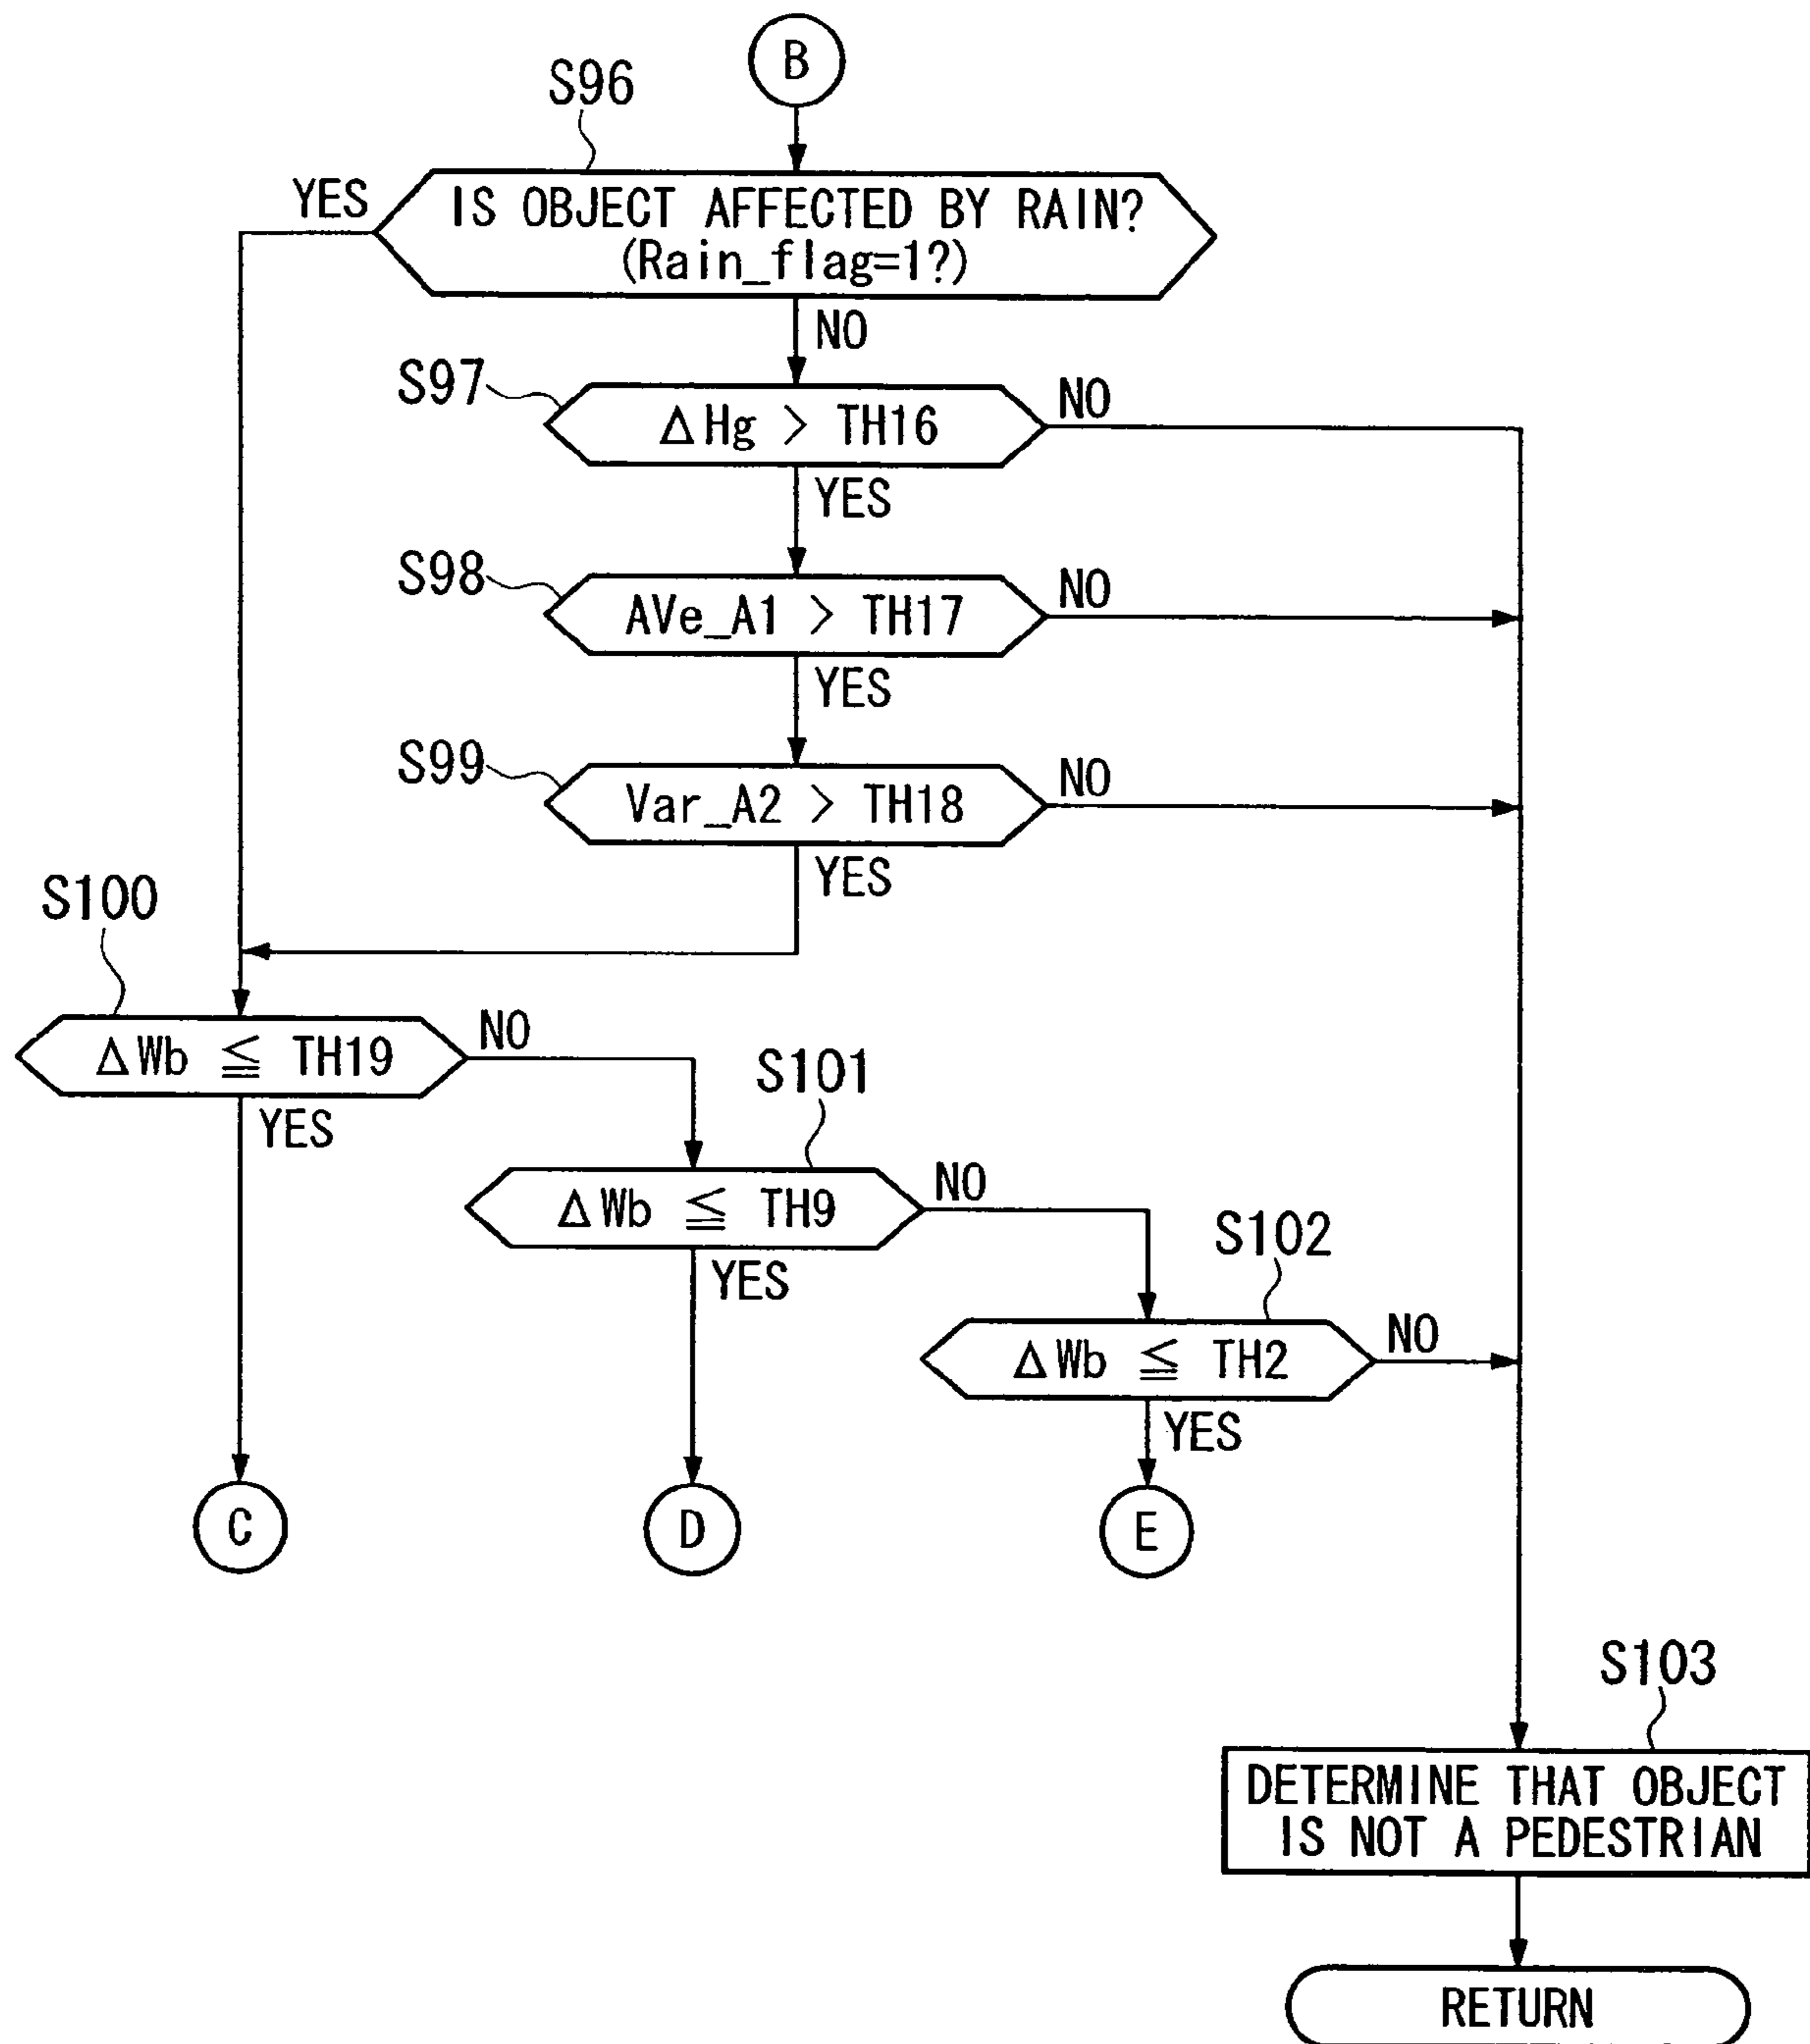 B
S96
YES
IS OBJECT AFFECTED BY RAIN?
(Rain_flag=1?)
NO
S97
ΔHg > TH16
NO
YES
S98
AVe_A1 > TH17
NO
YES
S99
Var_A2 > TH18
NO
YES
S100
ΔWb ≦ TH19
NO
YES
S101
ΔWb ≦ TH9
NO
YES
S102
ΔWb ≦ TH2
NO
YES
C
D
E
S103
DETERMINE THAT OBJECT
IS NOT A PEDESTRIAN
RETURN